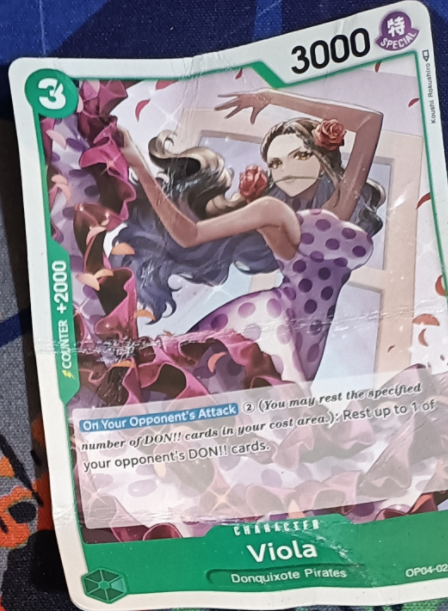 3
3000
特
SPECIAL
Koushi Rokushiro
COUNTER +2000
On Your Opponent's Attack ② (You may rest the specified
number of DON!! cards in your cost area.): Rest up to 1 of
your opponent's DON!! cards.
CHARACTER
Viola
Donquixote Pirates
OP04-02